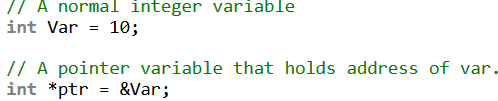 // A normal integer variable
int Var = 10;
// A pointer variable that holds address of var.
int *ptr = &Var;